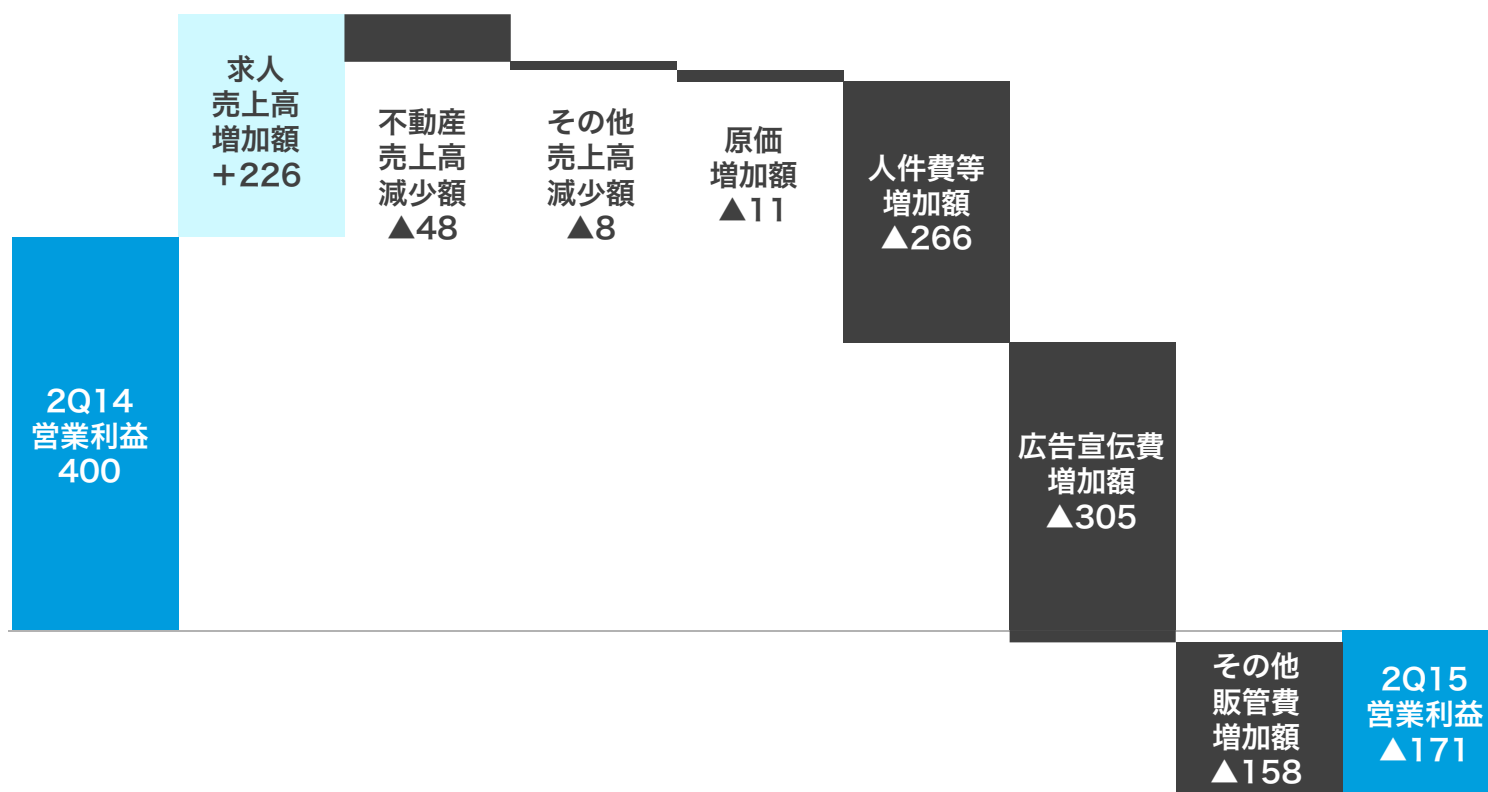 2Q14
営業利益
400
求人
売上高
増加額
＋226
不動産
売上高
減少額
▲48
その他
売上高
減少額
▲8
原価
増加額
▲11
人件費等
増加額
▲266
広告宣伝費
増加額
▲305
その他
販管費
増加額
▲158
2Q15
営業利益
▲171